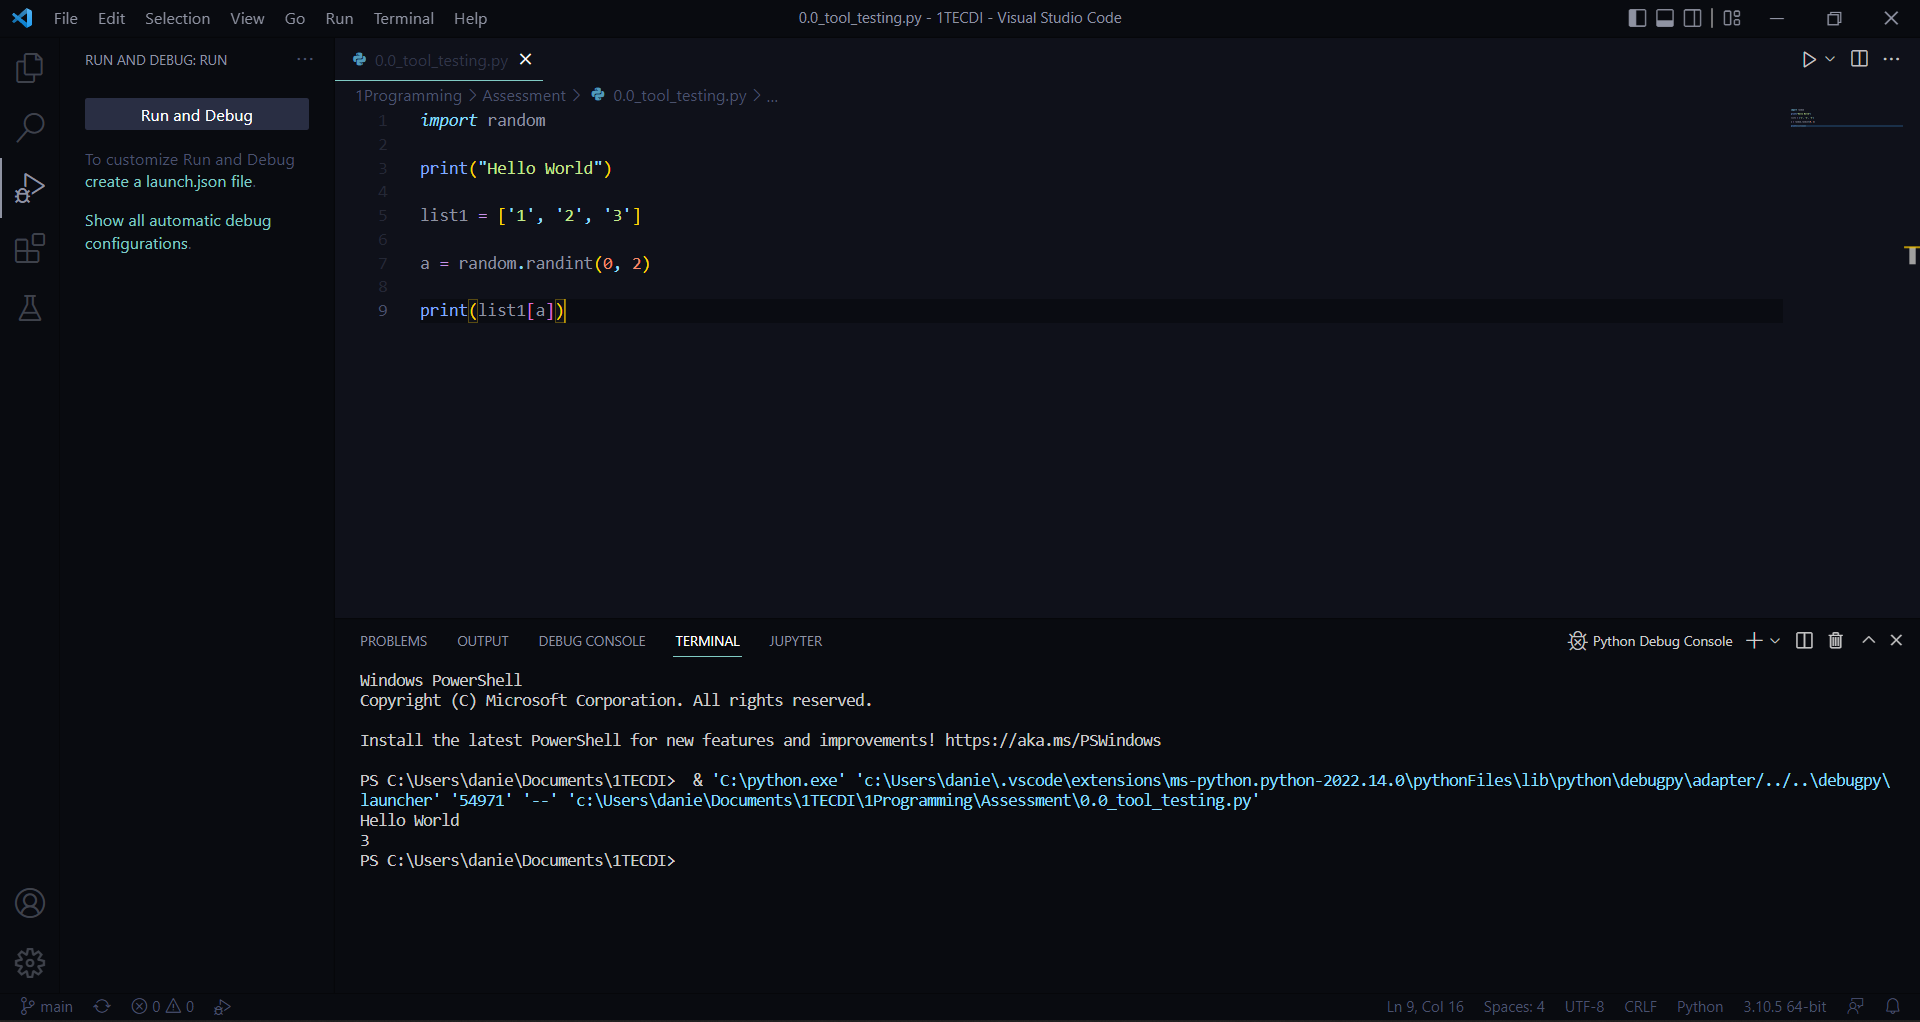 File Edit Selection View Go Run Terminal Help
0.0_tool_testing.py - 1TECDI - Visual Studio Code
RUN AND DEBUG: RUN
Run and Debug
To customize Run and Debug
create a launch.json file.
Show all automatic debug
configurations.
0.0_tool_testing.py
1Programming > Assessment > 0.0_tool_testing.py > ...
1 import random
2
3 print("Hello World")
4
5 list1 = ['1', '2', '3']
6
7 a = random.randint(0, 2)
8
9 print(list1[a])
PROBLEMS OUTPUT DEBUG CONSOLE TERMINAL JUPYTER
Python Debug Console
Windows PowerShell
Copyright (C) Microsoft Corporation. All rights reserved.
Install the latest PowerShell for new features and improvements! https://aka.ms/PSWindows
PS C:\Users\danie\Documents\1TECDI>  & 'C:\python.exe' 'c:\Users\danie\.vscode\extensions\ms-python.python-2022.14.0\pythonFiles\lib\python\debugpy\adapter/../..\debugpy\
launcher' '54971' '--' 'c:\Users\danie\Documents\1TECDI\1Programming\Assessment\0.0_tool_testing.py'
Hello World
3
PS C:\Users\danie\Documents\1TECDI>
main 0 0 Ln 9, Col 16 Spaces: 4 UTF-8 CRLF Python 3.10.5 64-bit